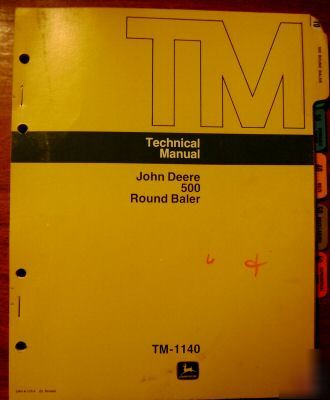 TM
Technical
Manual
John Deere
500
Round Baler
TM-1140